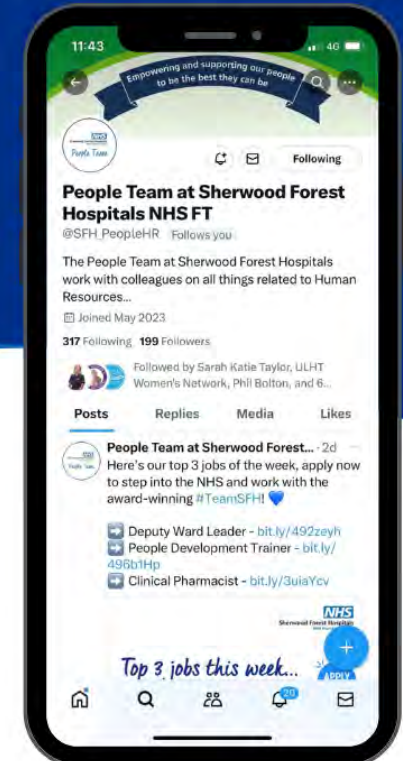 11:43
4G
Empowering and supporting our people
to be the best they can be
NHS
People Team
Following
People Team at Sherwood Forest
Hospitals NHS FT
@SFH_PeopleHR Follows you
The People Team at Sherwood Forest Hospitals
work with colleagues on all things related to Human
Resources...
Joined May 2023
317 Following 199 Followers
Followed by Sarah Katie Taylor, ULHT
Women's Network, Phil Bolton, and 6...
Posts Replies Media Likes
People Team at Sherwood Forest... · 2d
Here's our top 3 jobs of the week, apply now
to step into the NHS and work with the
award-winning #TeamSFH! 💙
➡️ Deputy Ward Leader - bit.ly/492zeyh
➡️ People Development Trainer - bit.ly/
496b1Hp
➡️ Clinical Pharmacist - bit.ly/3uiaYcv
NHS
Sherwood Forest Hospitals
Top 3 jobs this week...
APPLY
20